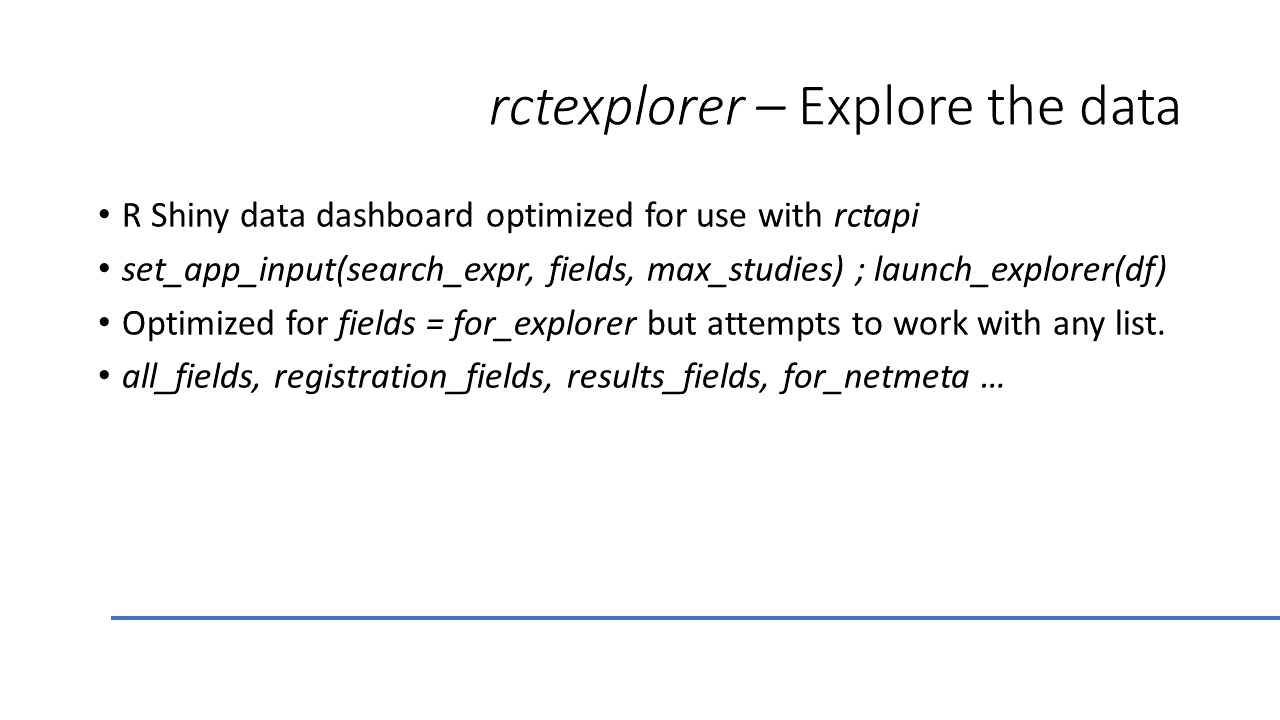 rctexplorer – Explore the data
• R Shiny data dashboard optimized for use with rctapi
• set_app_input(search_expr, fields, max_studies) ; launch_explorer(df)
• Optimized for fields = for_explorer but attempts to work with any list.
• all_fields, registration_fields, results_fields, for_netmeta …